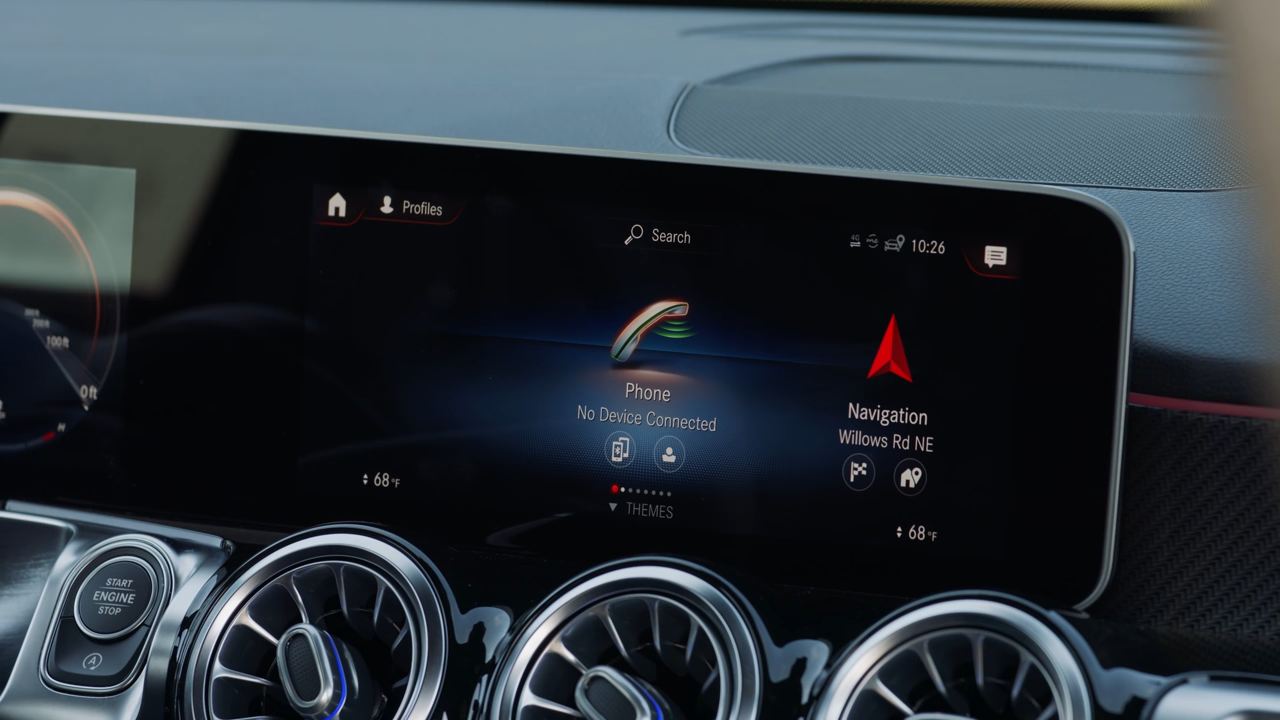 Profiles
Search
4G
10:26
Phone
No Device Connected
Navigation
Willows Rd NE
68°F
THEMES
68°F
100 ft
0 ft
N
START
ENGINE
STOP
A